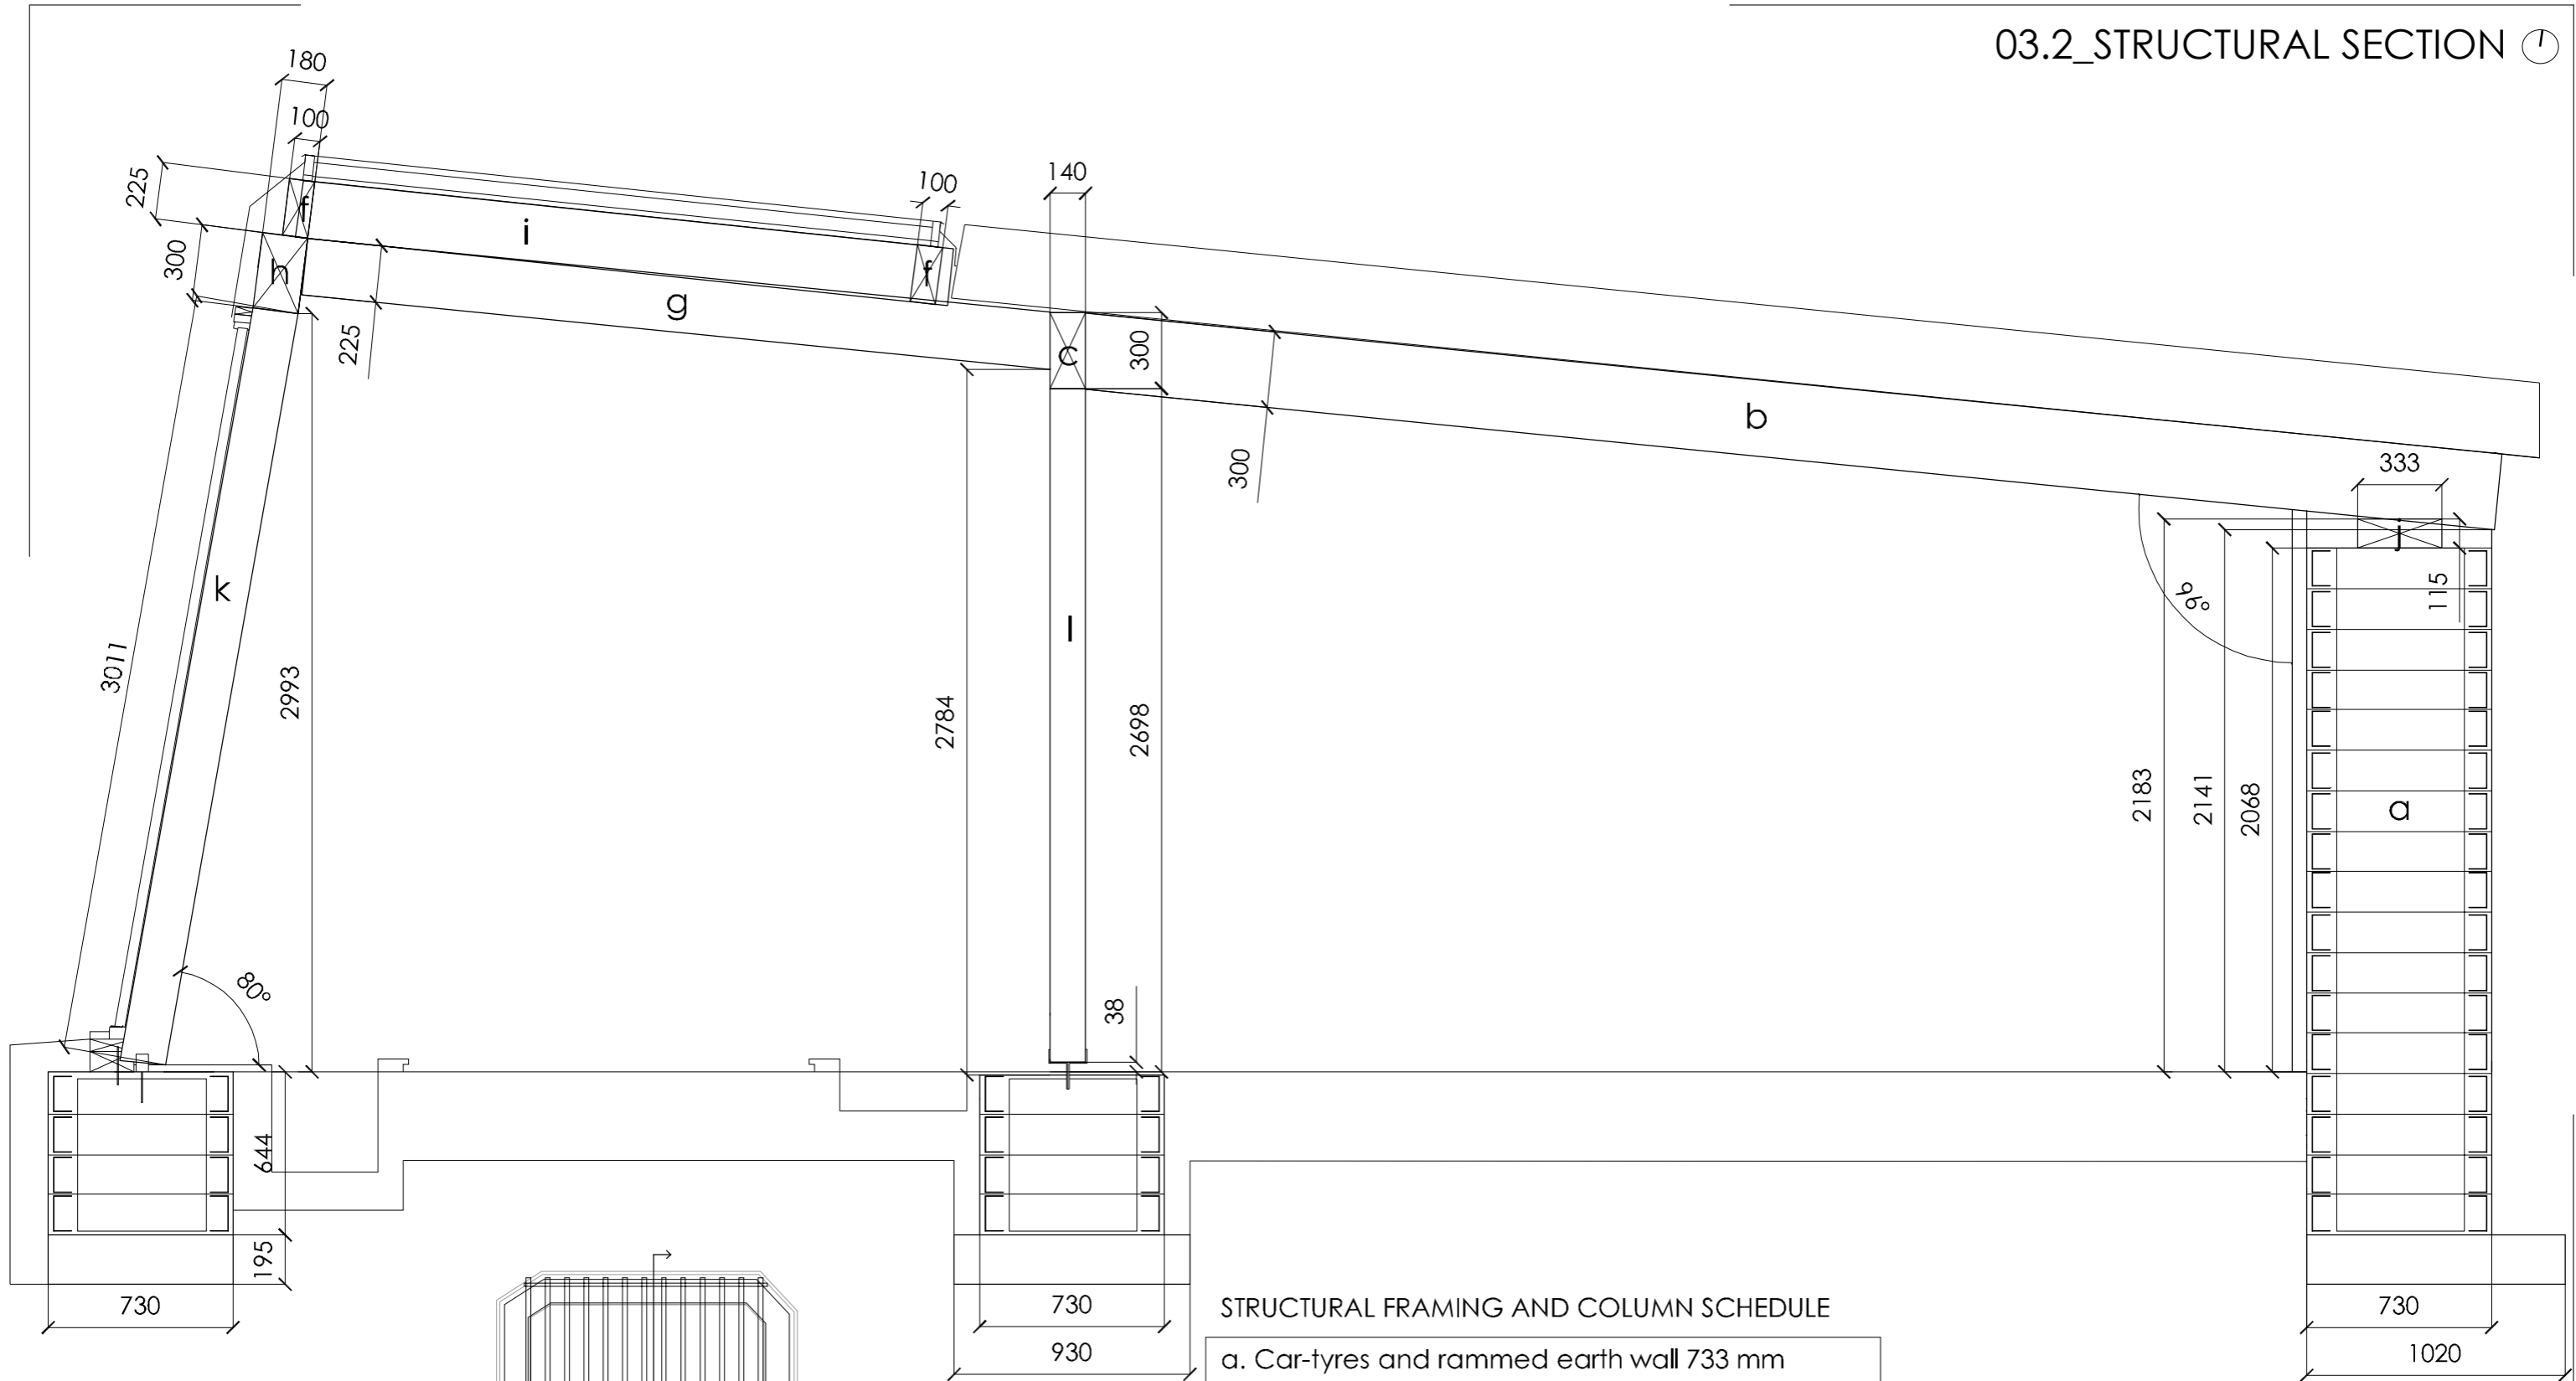 03.2_STRUCTURAL SECTION
180
100
225
300
f
h
i
100
f
g
225
140
c
300
b
300
333
j
115
96°
k
3011
2993
l
2784
2698
2183
2141
2068
a
80°
38
644
195
730
730
930
730
1020
STRUCTURAL FRAMING AND COLUMN SCHEDULE
a. Car-tyres and rammed earth wall 733 mm